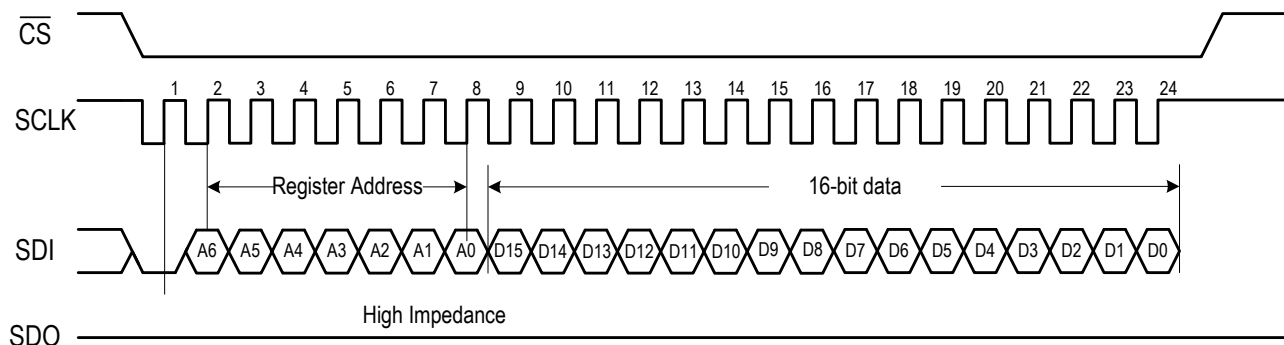 CS
1 2 3 4 5 6 7 8 9 10 11 12 13 14 15 16 17 18 19 20 21 22 23 24
SCLK
Register Address 16-bit data
SDI A6 A5 A4 A3 A2 A1 A0 D15 D14 D13 D12 D11 D10 D9 D8 D7 D6 D5 D4 D3 D2 D1 D0
High Impedance
SDO